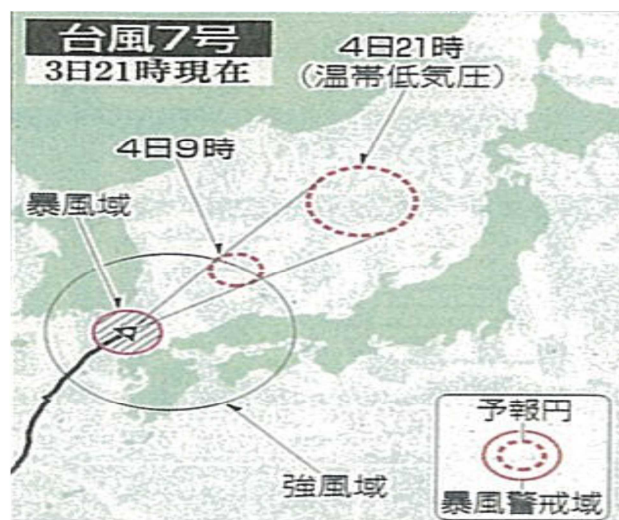 台風7号
3日21時現在
4日21時
(温帯低気圧)
4日9時
暴風域
強風域
予報円
暴風警戒域